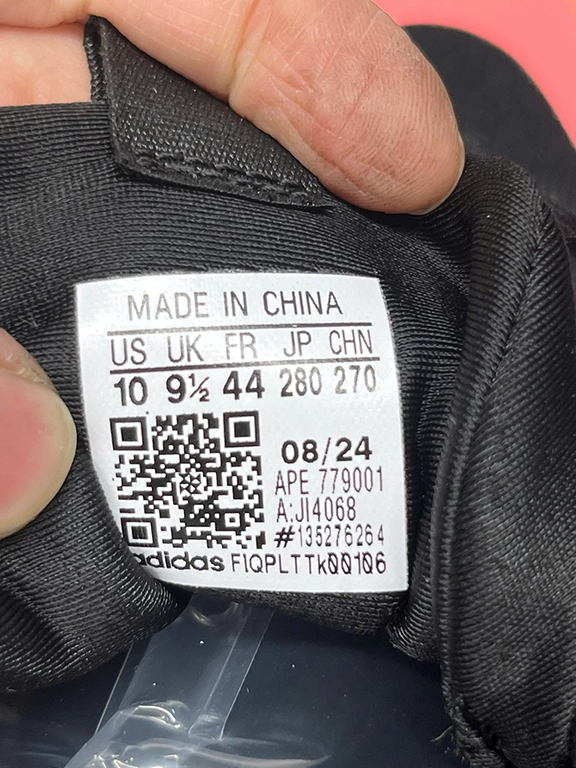 MADE IN CHINA
US UK FR JP CHN
10 9½ 44 280 270
08/24
APE 779001
A:JI4068
#135276264
adidas FIQPLTTk00106